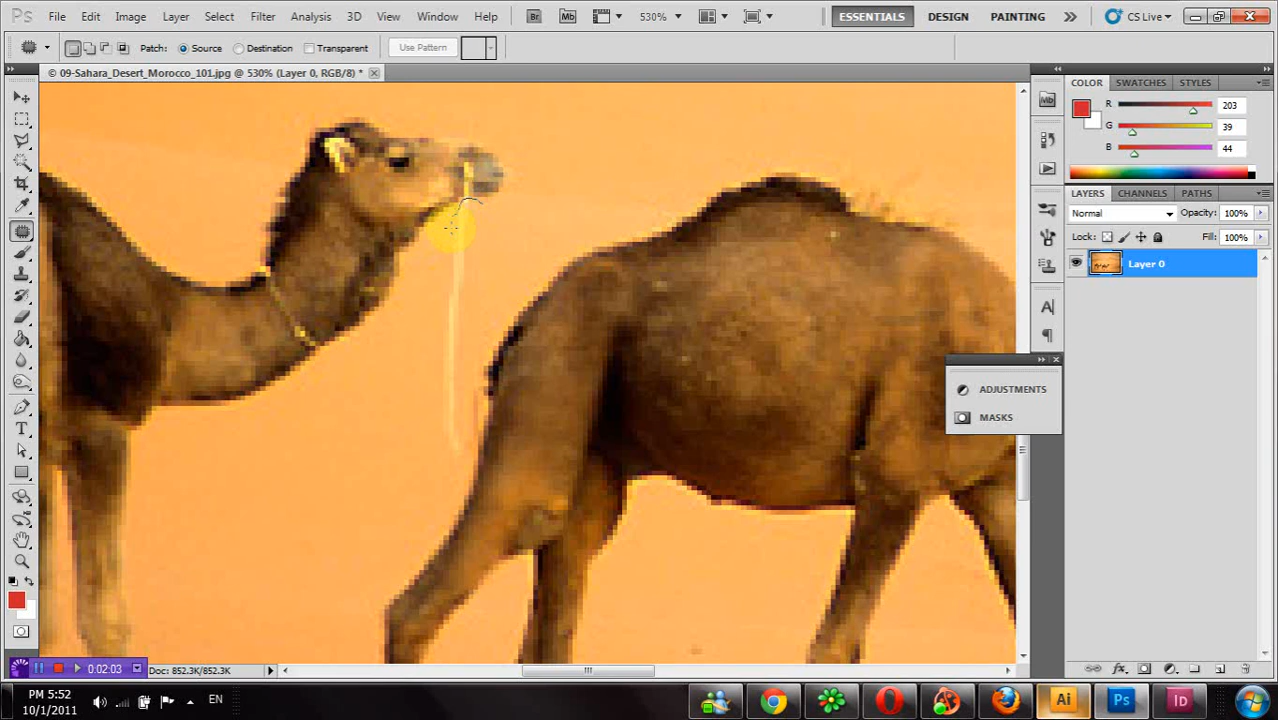 Ps File Edit Image Layer Select Filter Analysis 3D View Window Help Br Mb 530% ESSENTIALS DESIGN PAINTING CS Live
Patch: Source Destination Transparent Use Pattern
© 09-Sahara_Desert_Morocco_101.jpg @ 530% (Layer 0, RGB/8) *
COLOR SWATCHES STYLES
Mb
R 203
G 39
B 44
LAYERS CHANNELS PATHS
Normal Opacity: 100%
Lock: Fill: 100%
Layer 0
A
ADJUSTMENTS
MASKS
T
0:02:03 Doc: 852.3K/852.3K
fx
PM 5:52
10/1/2011
EN
Ai Ps Id